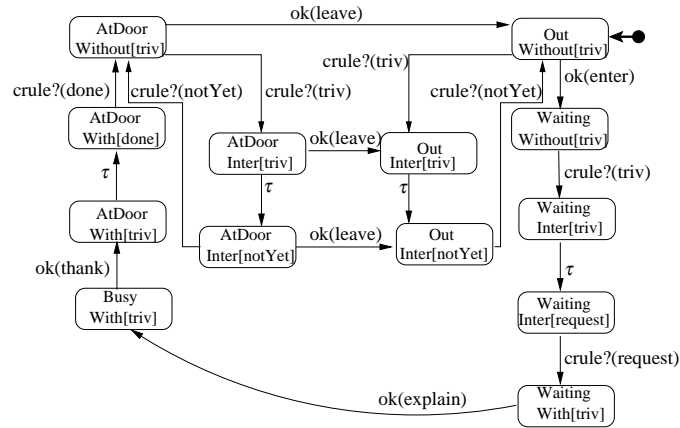 ok(leave)
AtDoor
Without[triv]
Out
Without[triv]
crule?(triv)
ok(enter)
crule?(done)
crule?(notYet)
crule?(triv)
crule?(notYet)
AtDoor
With[done]
Waiting
Without[triv]
AtDoor
Inter[triv]
ok(leave)
Out
Inter[triv]
crule?(triv)
τ
τ
τ
AtDoor
With[triv]
Waiting
Inter[triv]
AtDoor
Inter[notYet]
ok(leave)
Out
Inter[notYet]
ok(thank)
τ
Busy
With[triv]
Waiting
Inter[request]
crule?(request)
ok(explain)
Waiting
With[triv]